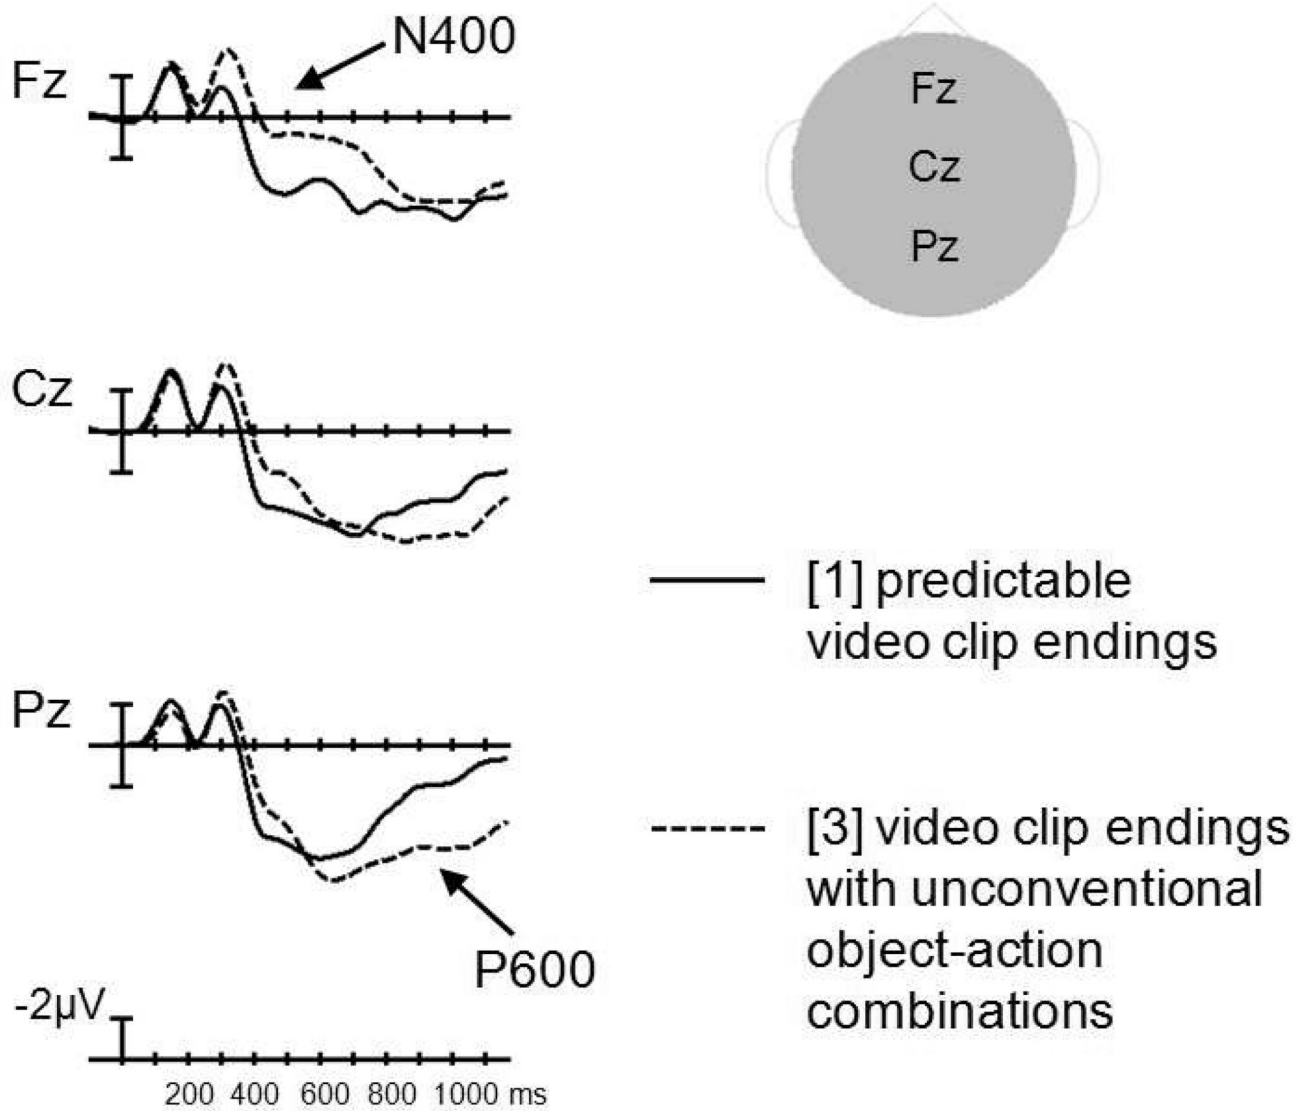 N400
Fz
Fz
Cz
Pz
Cz
[1] predictable
video clip endings
Pz
[3] video clip endings
with unconventional
object-action
combinations
P600
-2µV
200 400 600 800 1000 ms